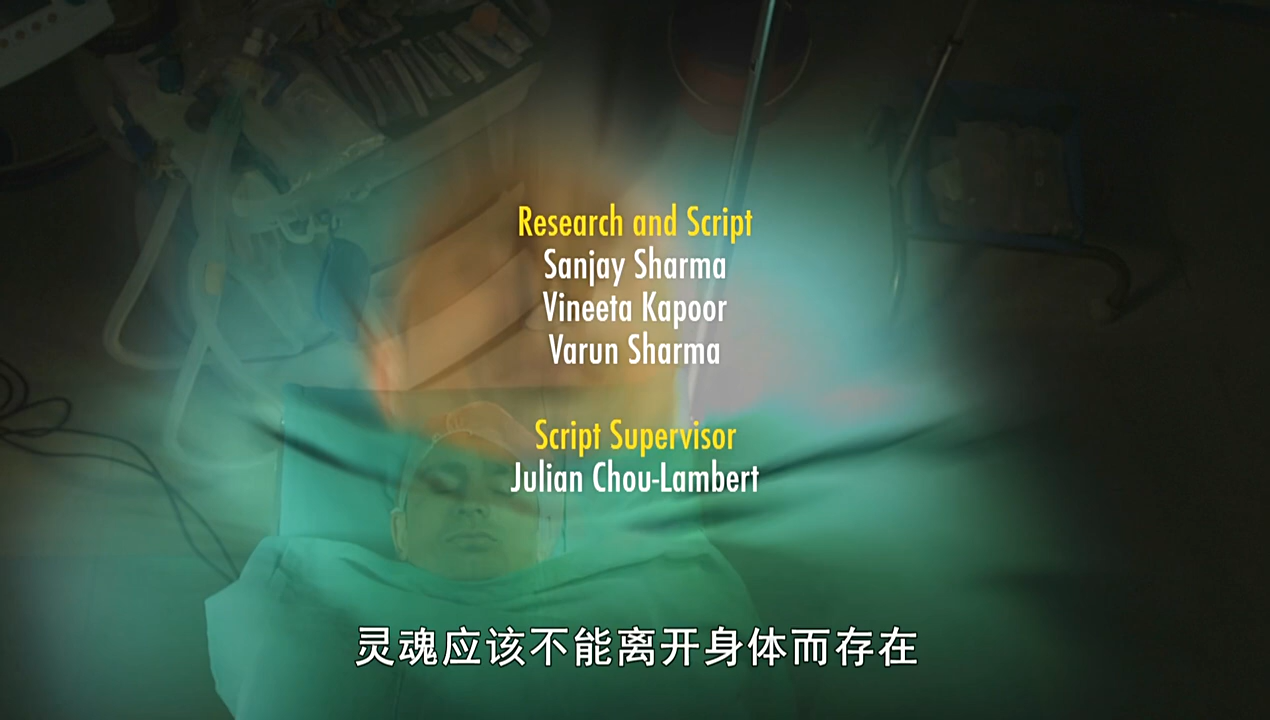 Research and Script
Sanjay Sharma
Vineeta Kapoor
Varun Sharma
Script Supervisor
Julian Chou-Lambert
灵魂应该不能离开身体而存在